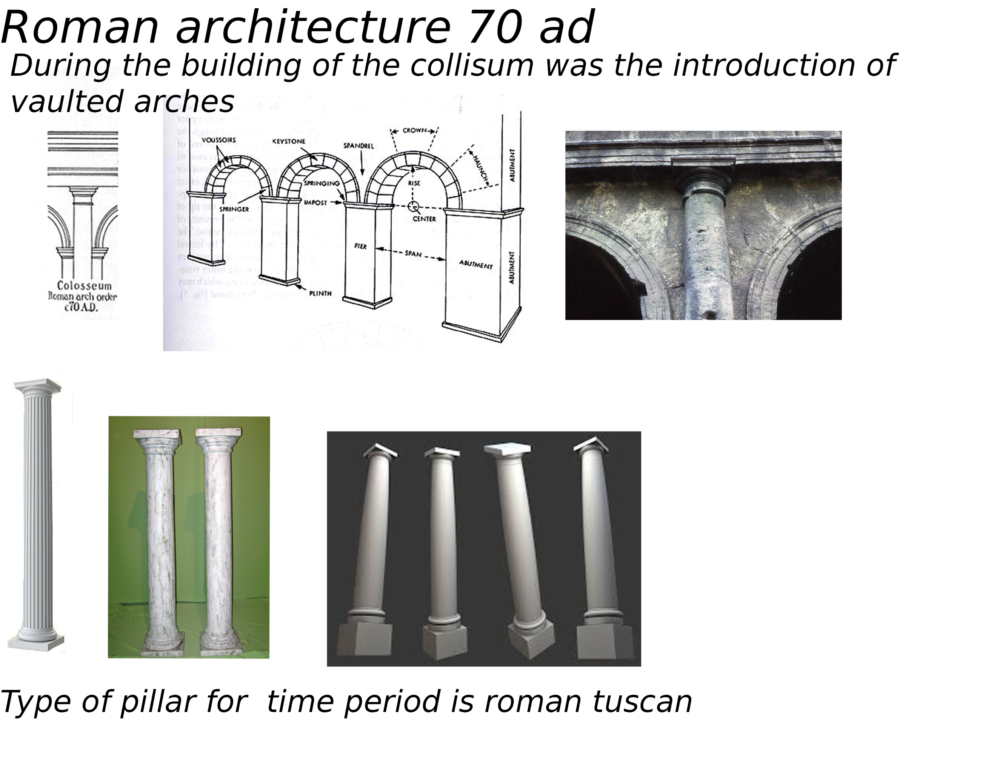 Roman architecture 70 ad
During the building of the collisum was the introduction of
vaulted arches
Colosseum
Roman arch order
c70 A.D.
VOUSSOIRS
KEYSTONE
SPANDREL
CROWN
HAUNCH
ABUTMENT
SPRINGING
RISE
IMPOST
SPRINGER
CENTER
PIER
SPAN
ABUTMENT
ABUTMENT
PLINTH
Type of pillar for  time period is roman tuscan